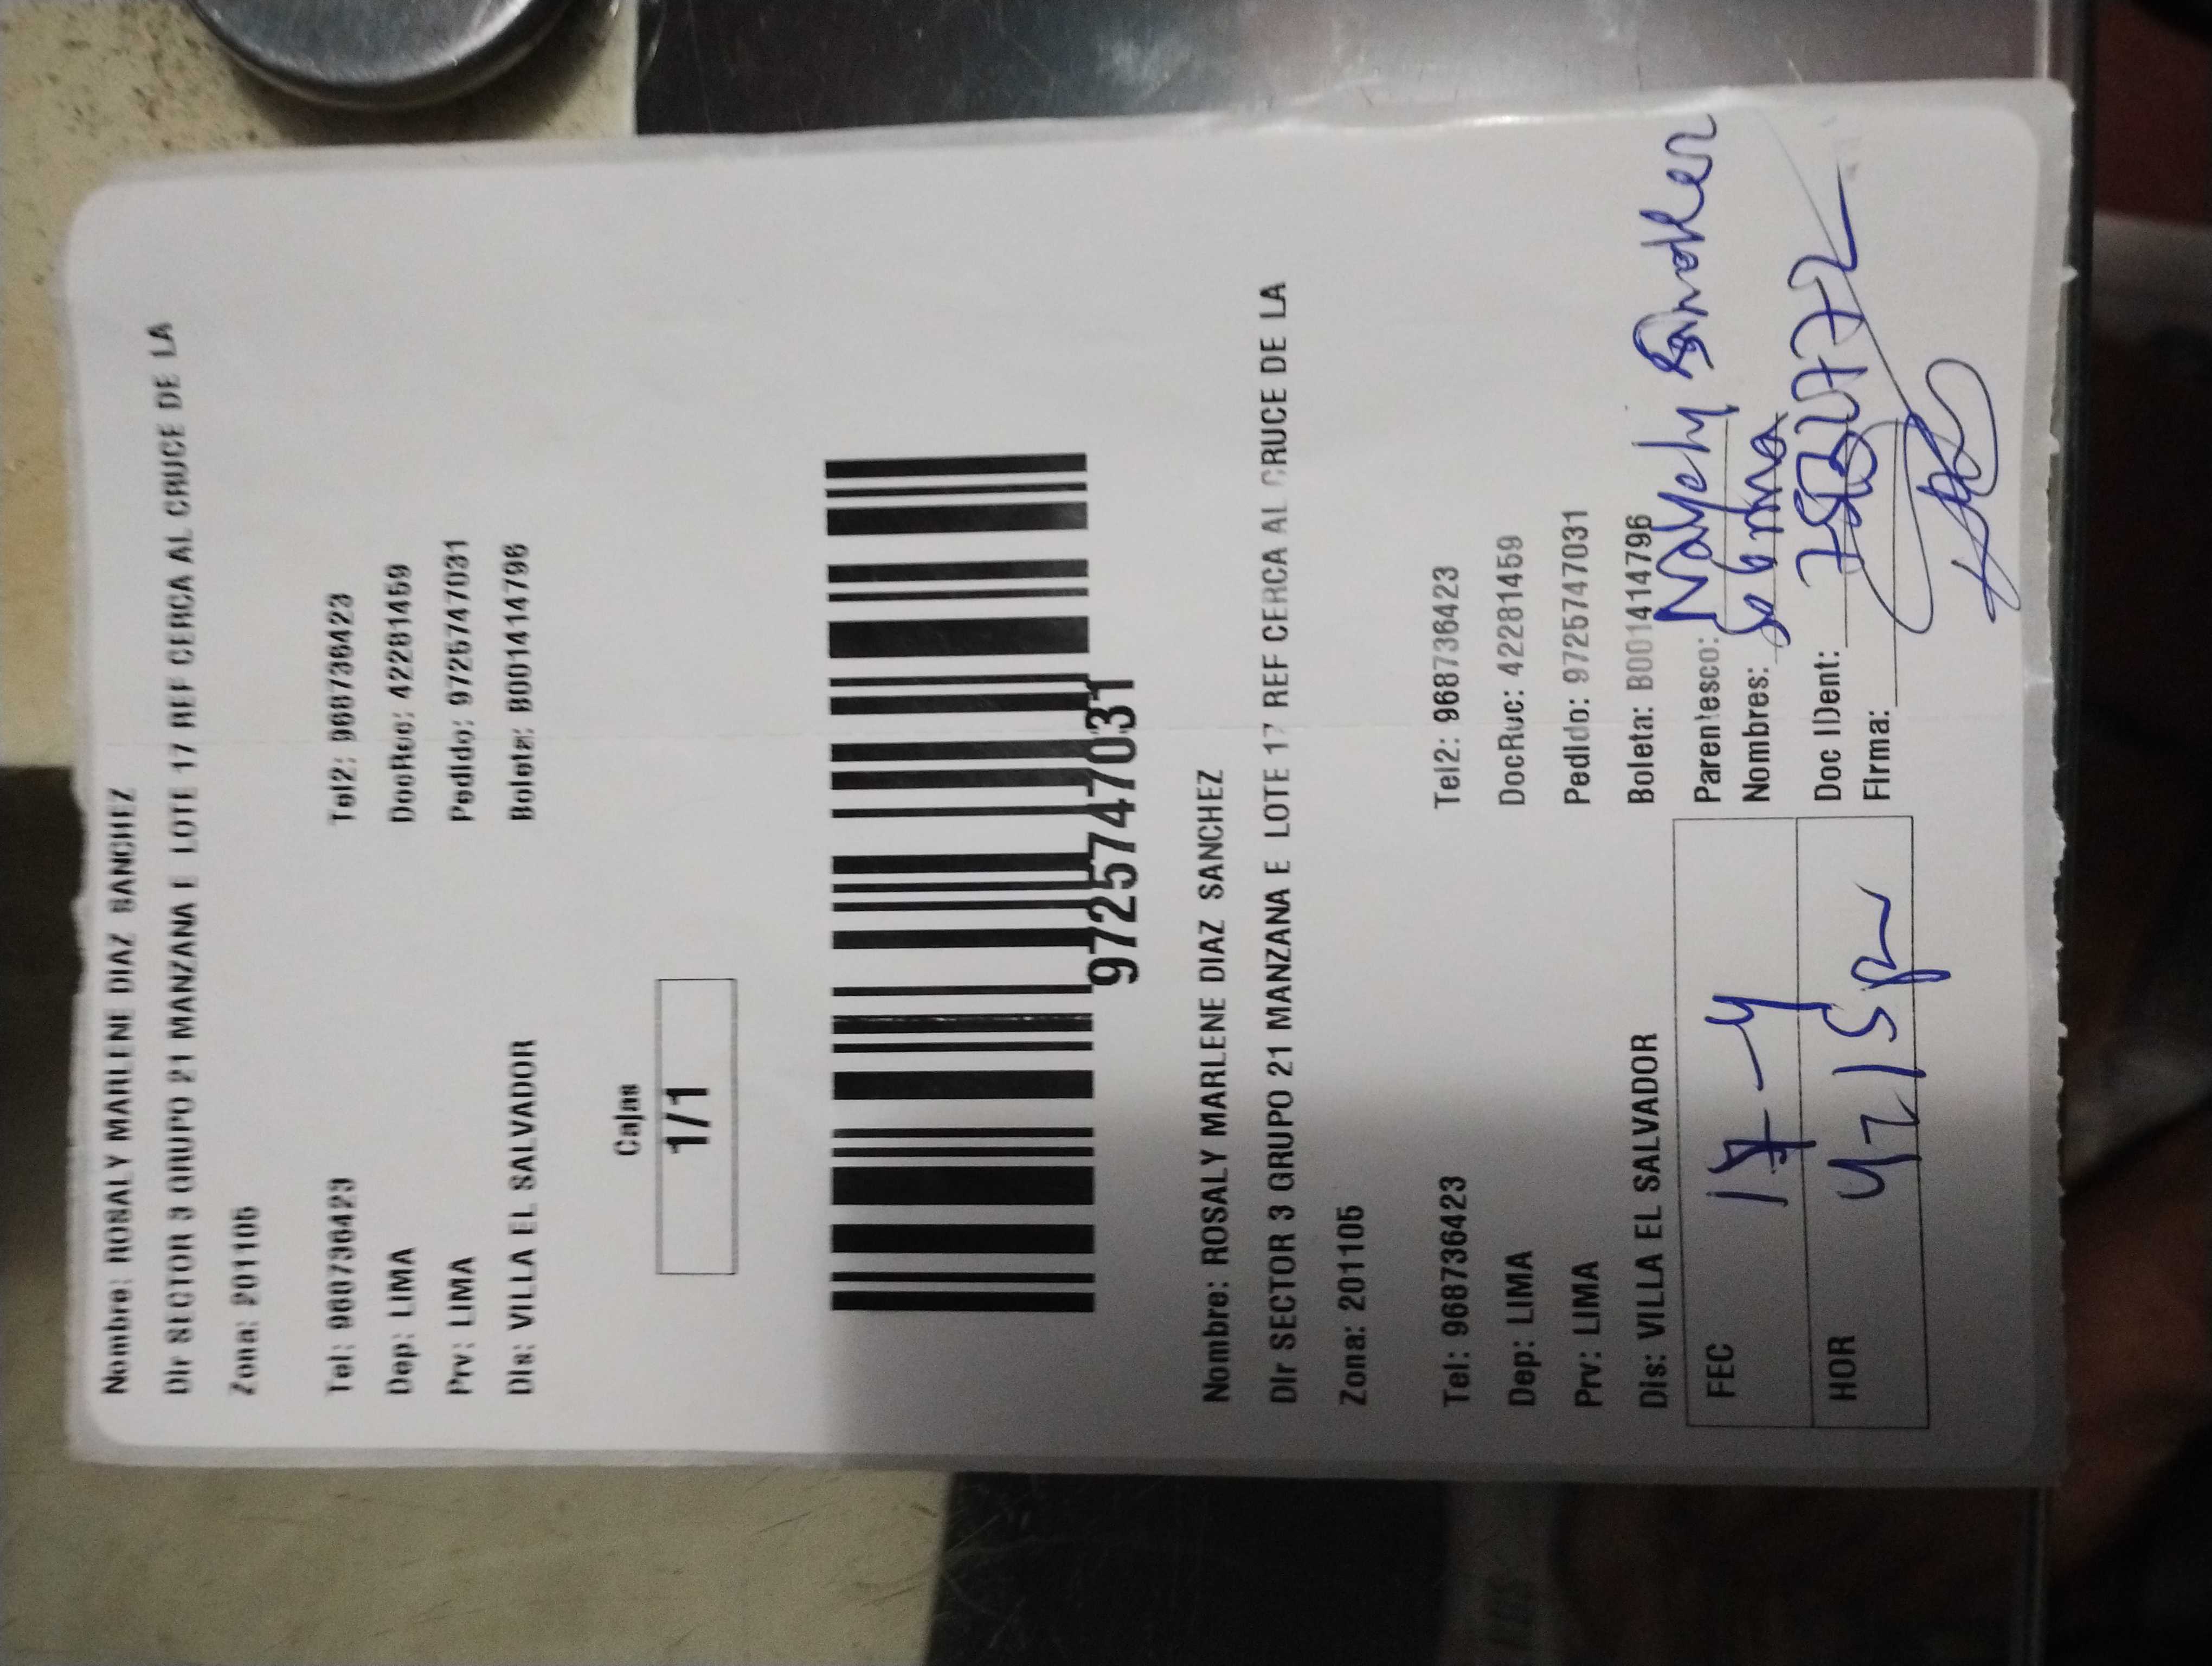 Nombre: ROSALY MARLENE DIAZ SANCHEZ
Dir SECTOR 3 GRUPO 21 MANZANA E LOTE 17 REF CERCA AL CRUCE DE LA
Zona: 201105
Tel: 968736423 Tel2: 968736423
Dep: LIMA DocRuc: 42281459
Prv: LIMA Pedido: 9725747031
Dis: VILLA EL SALVADOR Boleta: B001414796
Cajas
1/1
9725747031
Nombre: ROSALY MARLENE DIAZ SANCHEZ
Dir SECTOR 3 GRUPO 21 MANZANA E LOTE 17 REF CERCA AL CRUCE DE LA
Zona: 201105
Tel: 968736423 Tel2: 968736423
Dep: LIMA DocRuc: 42281459
Prv: LIMA Pedido: 9725747031
Dis: VILLA EL SALVADOR Boleta: B001414796
FEC 17-4 Parentesco: Nayely
Nombres: Sobrina
HOR Doc IDent:
Firma: